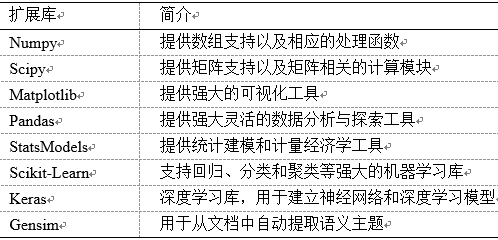 扩展库 简介
Numpy 提供数组支持以及相应的处理函数
Scipy 提供矩阵支持以及矩阵相关的计算模块
Matplotlib 提供强大的可视化工具
Pandas 提供强大灵活的数据分析与探索工具
StatsModels 提供统计建模和计量经济学工具
Scikit-Learn 支持回归、分类和聚类等强大的机器学习库
Keras 深度学习库，用于建立神经网络和深度学习模型
Gensim 用于从文档中自动提取语义主题